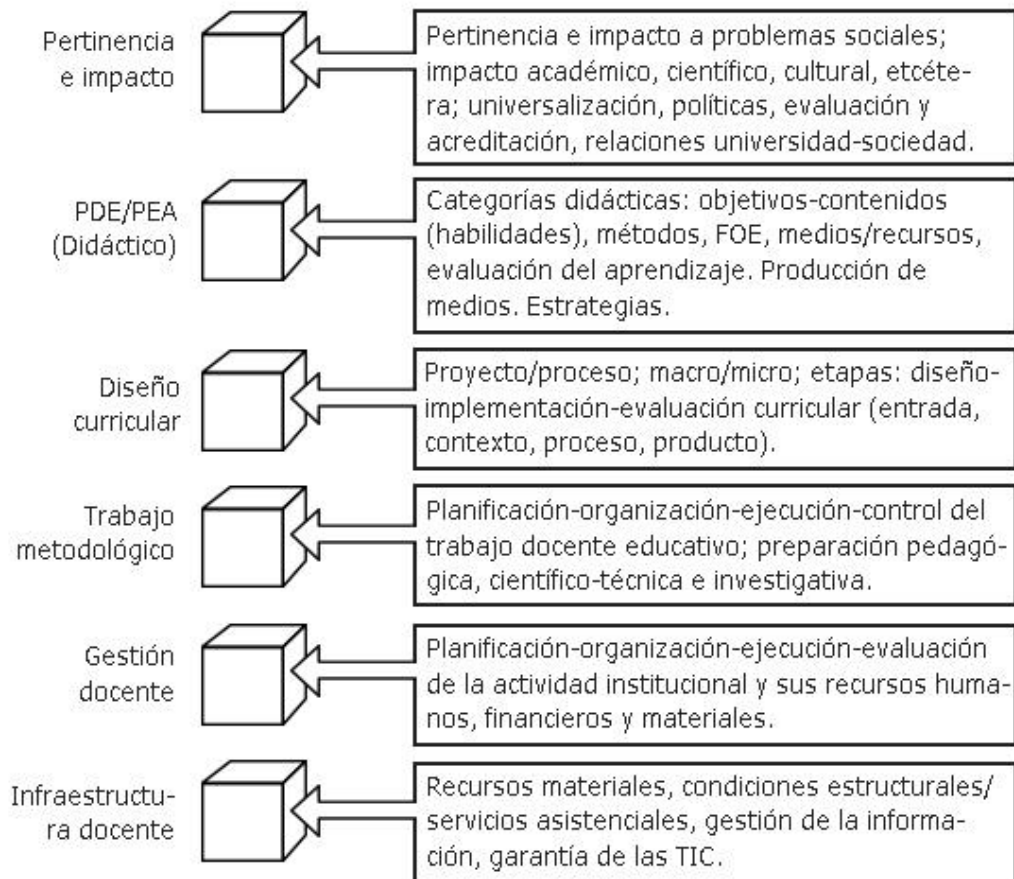 Pertinencia
e impacto
Pertinencia e impacto a problemas sociales;
impacto académico, científico, cultural, etcéte-
ra; universalización, políticas, evaluación y
acreditación, relaciones universidad-sociedad.
PDE/PEA
(Didáctico)
Categorías didácticas: objetivos-contenidos
(habilidades), métodos, FOE, medios/recursos,
evaluación del aprendizaje. Producción de
medios. Estrategias.
Diseño
curricular
Proyecto/proceso; macro/micro; etapas: diseño-
implementación-evaluación curricular (entrada,
contexto, proceso, producto).
Trabajo
metodológico
Planificación-organización-ejecución-control del
trabajo docente educativo; preparación pedagó-
gica, científico-técnica e investigativa.
Gestión
docente
Planificación-organización-ejecución-evaluación
de la actividad institucional y sus recursos huma-
nos, financieros y materiales.
Infraestructu-
ra docente
Recursos materiales, condiciones estructurales/
servicios asistenciales, gestión de la informa-
ción, garantía de las TIC.